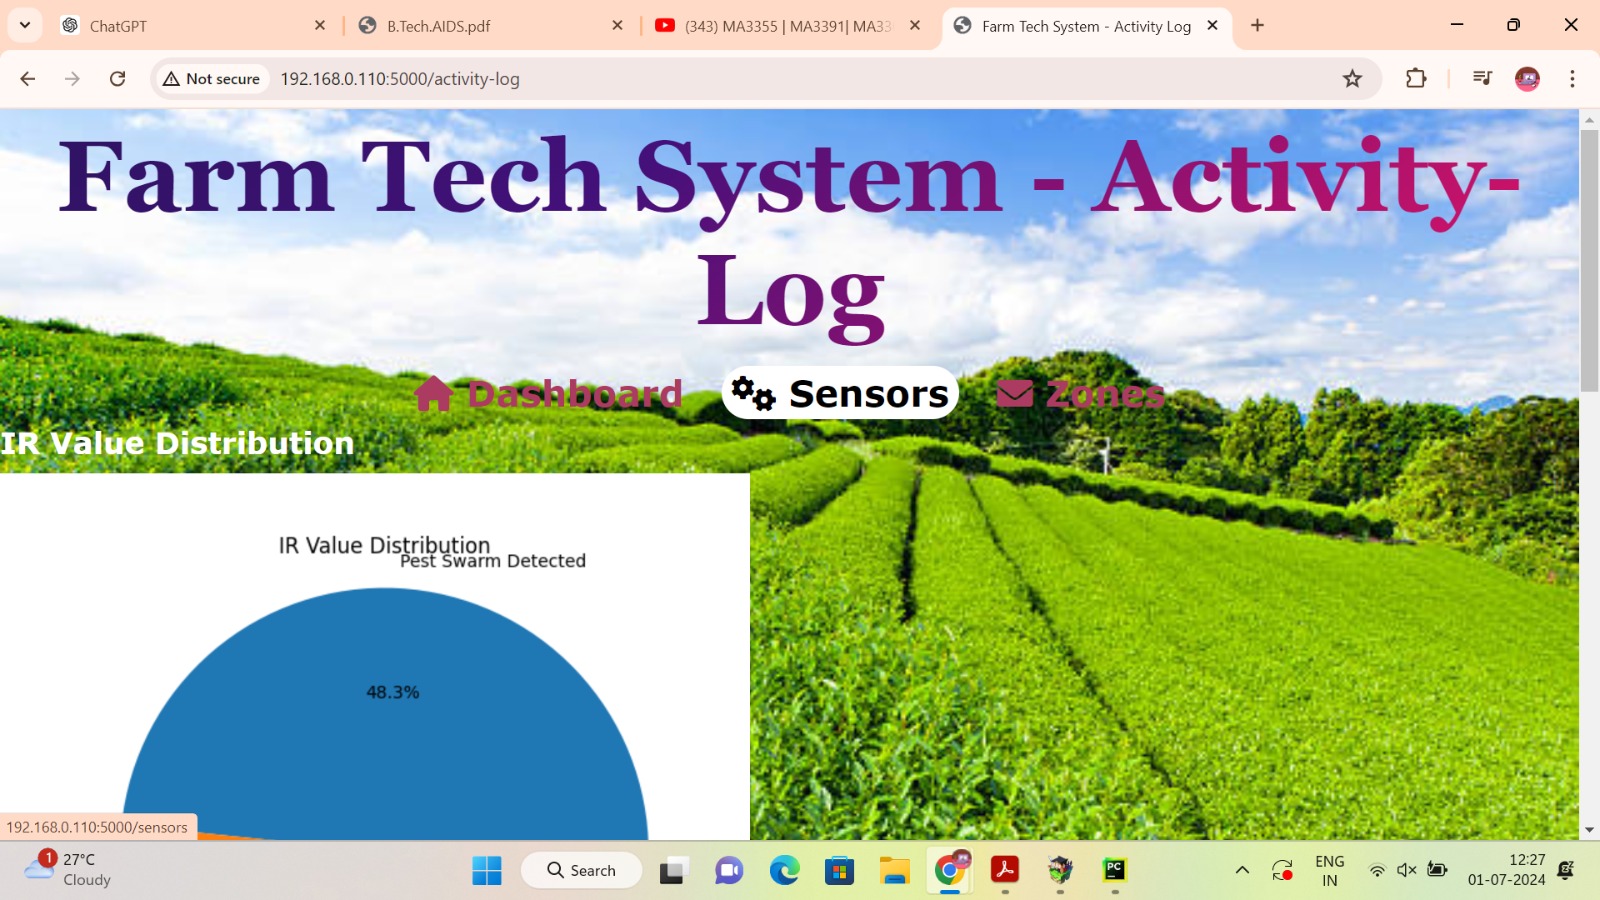 ChatGPT
B.Tech.AIDS.pdf
(343) MA3355 | MA3391| MA33
Farm Tech System - Activity Log
Not secure
192.168.0.110:5000/activity-log
Farm Tech System - Activity-
Log
Dashboard
Sensors
Zones
IR Value Distribution
IR Value Distribution
Pest Swarm Detected
48.3%
192.168.0.110:5000/sensors
1
27°C
Cloudy
Search
PC
ENG
IN
12:27
01-07-2024